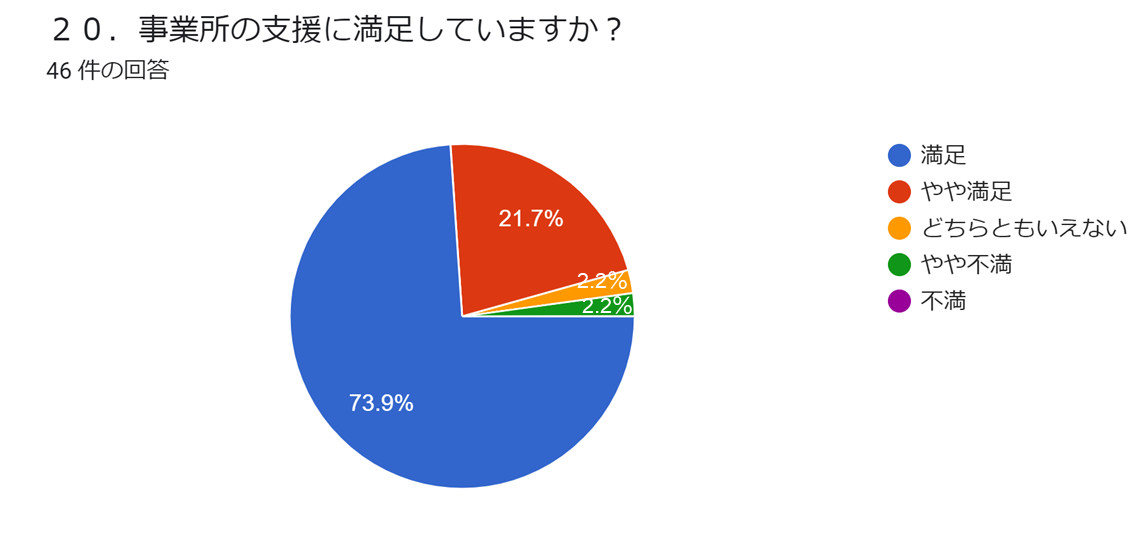 ２０．事業所の支援に満足していますか？
46 件の回答
満足
やや満足
どちらともいえない
やや不満
不満
21.7%
2.2%
2.2%
73.9%